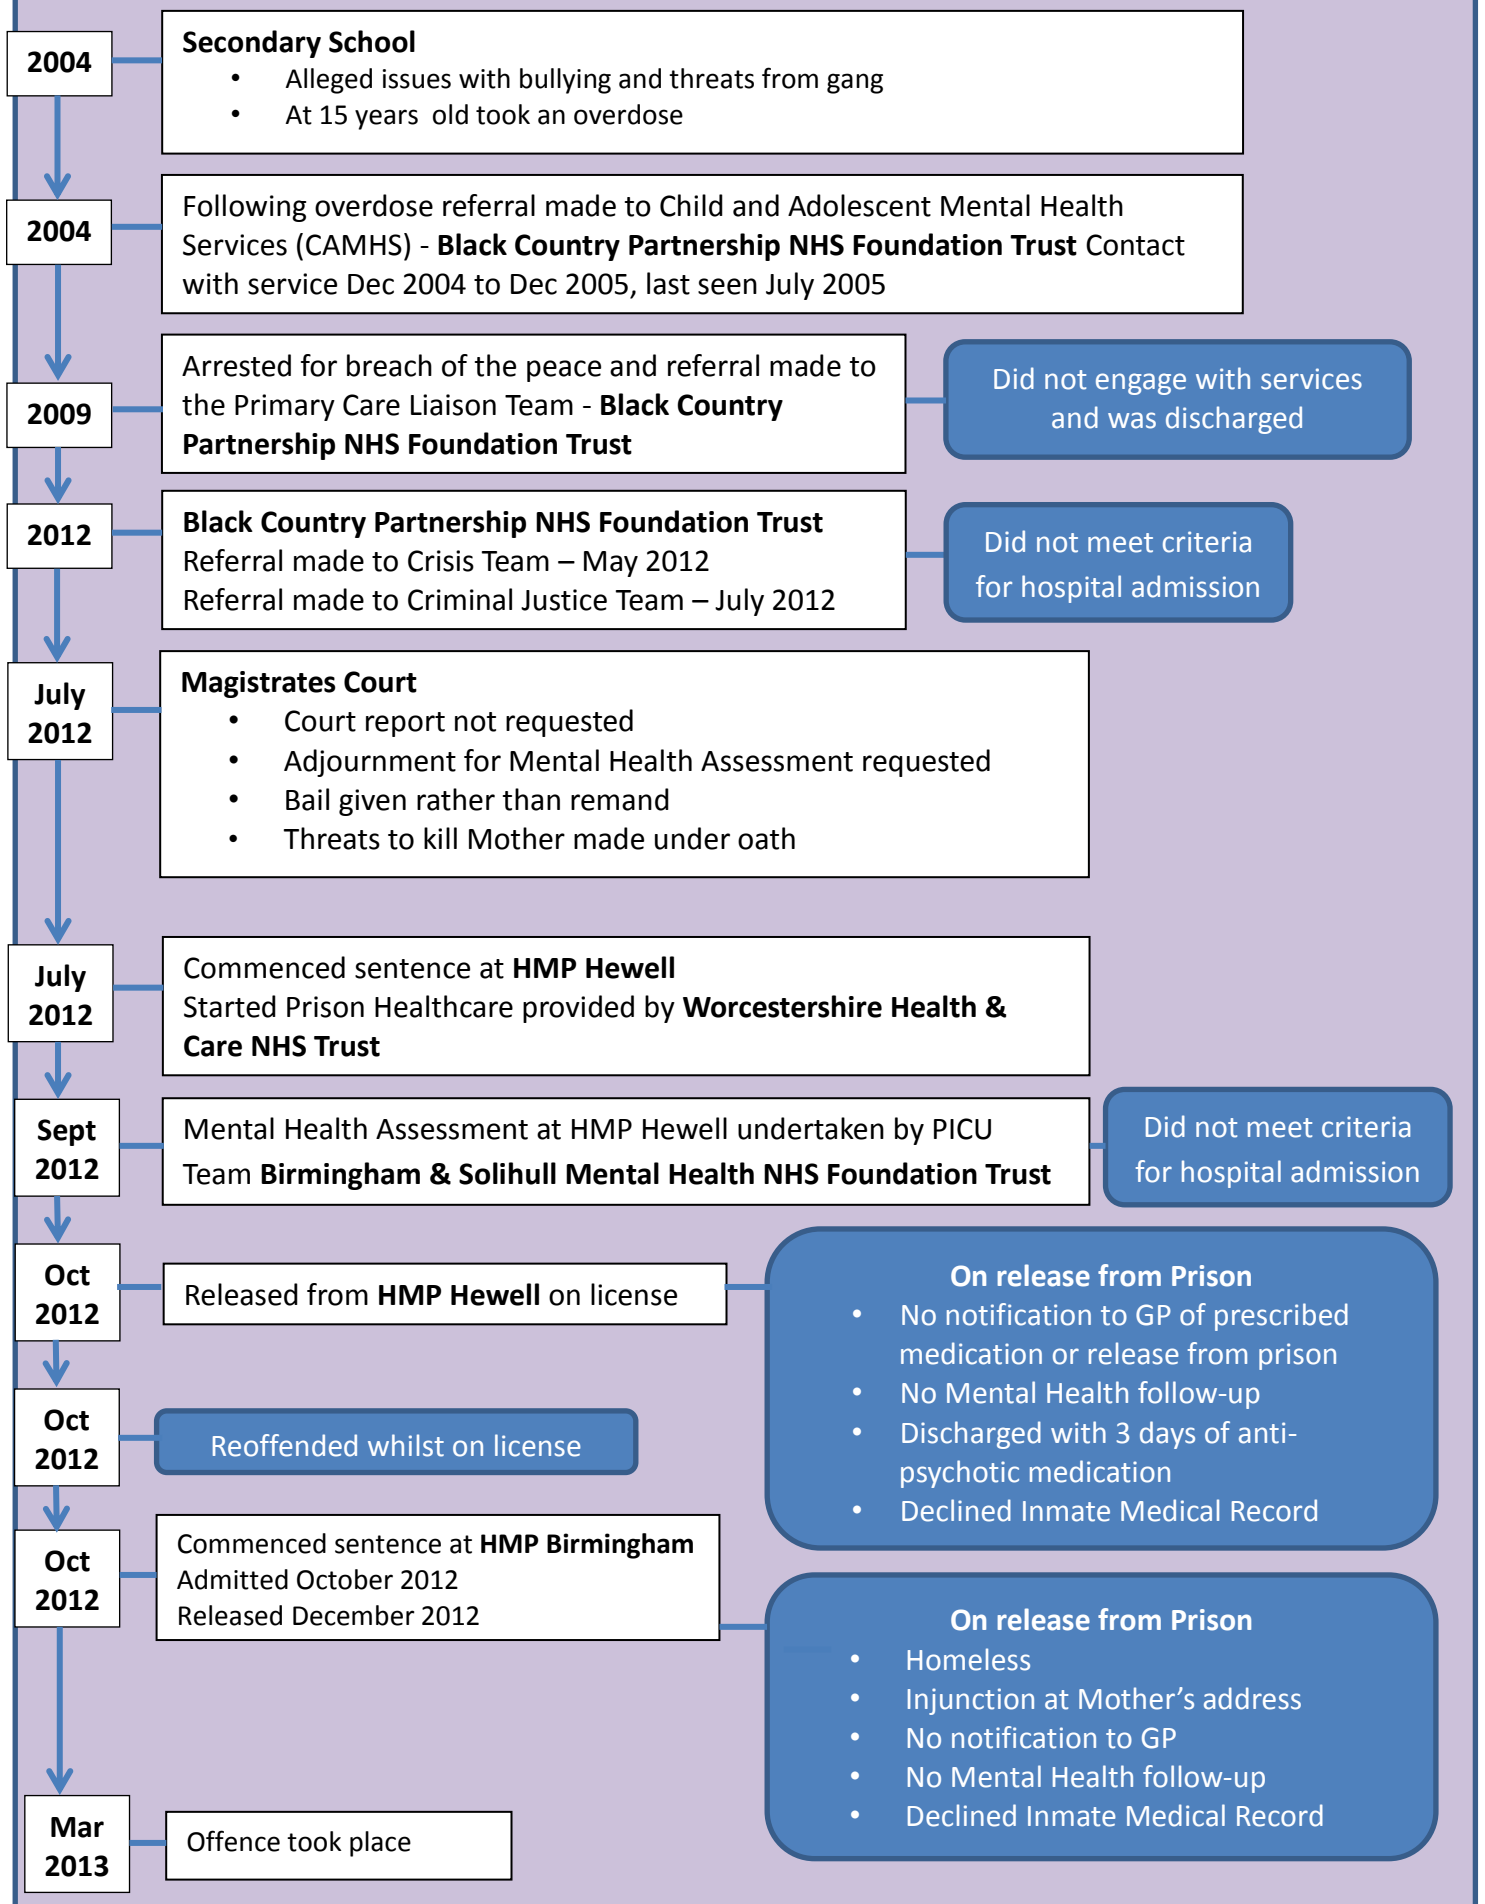 2004
Secondary School
• Alleged issues with bullying and threats from gang
• At 15 years old took an overdose
2004
Following overdose referral made to Child and Adolescent Mental Health
Services (CAMHS) - Black Country Partnership NHS Foundation Trust Contact
with service Dec 2004 to Dec 2005, last seen July 2005
2009
Arrested for breach of the peace and referral made to
the Primary Care Liaison Team - Black Country
Partnership NHS Foundation Trust
Did not engage with services
and was discharged
2012
Black Country Partnership NHS Foundation Trust
Referral made to Crisis Team – May 2012
Referral made to Criminal Justice Team – July 2012
Did not meet criteria
for hospital admission
July
2012
Magistrates Court
• Court report not requested
• Adjournment for Mental Health Assessment requested
• Bail given rather than remand
• Threats to kill Mother made under oath
July
2012
Commenced sentence at HMP Hewell
Started Prison Healthcare provided by Worcestershire Health &
Care NHS Trust
Sept
2012
Mental Health Assessment at HMP Hewell undertaken by PICU
Team Birmingham & Solihull Mental Health NHS Foundation Trust
Did not meet criteria
for hospital admission
Oct
2012
Released from HMP Hewell on license
On release from Prison
• No notification to GP of prescribed
medication or release from prison
• No Mental Health follow-up
• Discharged with 3 days of anti-
psychotic medication
• Declined Inmate Medical Record
Oct
2012
Reoffended whilst on license
Oct
2012
Commenced sentence at HMP Birmingham
Admitted October 2012
Released December 2012
On release from Prison
• Homeless
• Injunction at Mother’s address
• No notification to GP
• No Mental Health follow-up
• Declined Inmate Medical Record
Mar
2013
Offence took place